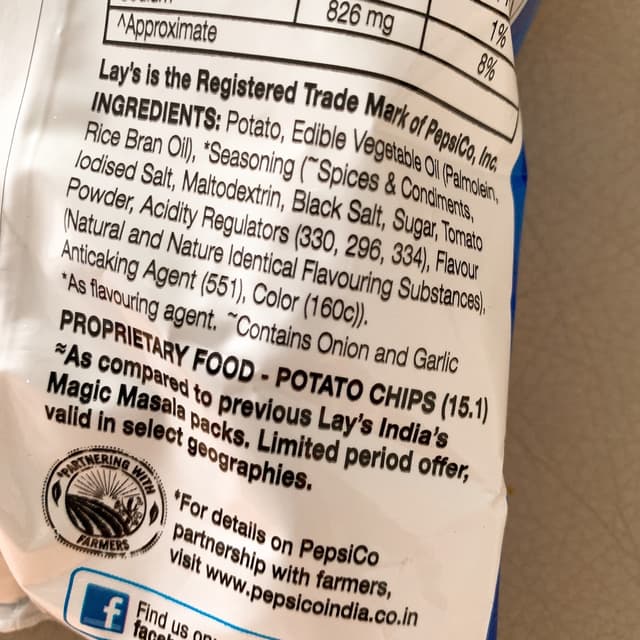 826 mg
1%
^Approximate
8%
Lay's is the Registered Trade Mark of PepsiCo, Inc.
INGREDIENTS: Potato, Edible Vegetable Oil (Palmolein,
Rice Bran Oil), *Seasoning (~Spices & Condiments,
Iodised Salt, Maltodextrin, Black Salt, Sugar, Tomato
Powder, Acidity Regulators (330, 296, 334), Flavour
(Natural and Nature Identical Flavouring Substances),
Anticaking Agent (551), Color (160c)).
*As flavouring agent. ~Contains Onion and Garlic
PROPRIETARY FOOD - POTATO CHIPS (15.1)
≈As compared to previous Lay's India's
Magic Masala packs. Limited period offer,
valid in select geographies.
PARTNERING WITH
FARMERS
*For details on PepsiCo
partnership with farmers,
visit www.pepsicoindia.co.in
f
Find us on